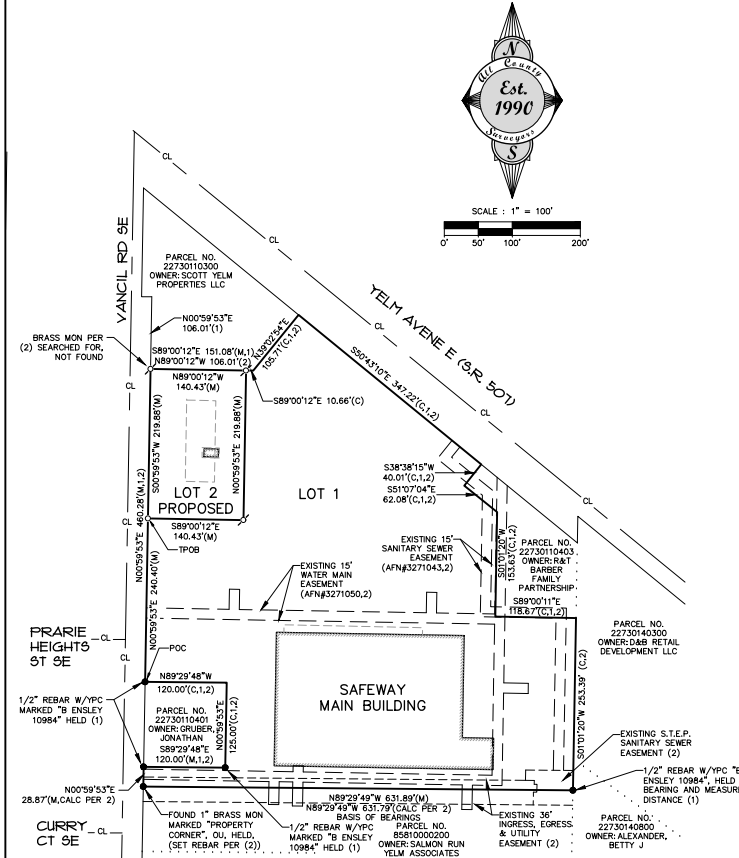 N
All County
Est.
1990
Surveyors
S
SCALE : 1" = 100'
0' 50' 100' 200'
CL
CL
VANCIL RD SE
PARCEL NO.
22730110300
OWNER: SCOTT YELM
PROPERTIES LLC
YELM AVENE E (S.R. 507)
CL
CL
CL
N00°59'53"E
106.01'(1)
BRASS MON PER
(2) SEARCHED FOR,
NOT FOUND
S89°00'12"E 151.08'(M,1)
N89°00'12"W 106.01'(2)
N39°02'54"E
105.71'(C,1,2)
S50°43'10"E 347.22'(C,1,2)
CL
N89°00'12"W
140.43'(M)
S89°00'12"E 10.66'(C)
S00°59'53"W 219.88'(M)
N00°59'53"E 219.88'(M)
LOT 2
PROPOSED
LOT 1
S38°38'15"W
40.01'(C,1,2)
S51°07'04"E
62.08'(C,1,2)
CL
S89°00'12"E
140.43'(M)
TPOB
N00°59'53"E 460.28'(M,1,2)
N00°59'53"E 240.40'(M)
EXISTING 15'
SANITARY SEWER
EASEMENT
(AFN#3271043,2)
S01°01'20"W
153.63'(C,1,2)
PARCEL NO.
22730110403
OWNER: R&T
BARBER
FAMILY
PARTNERSHIP
EXISTING 15'
WATER MAIN
EASEMENT
(AFN#3271050,2)
S89°00'11"E
118.67'(C,1,2)
PRARIE
HEIGHTS
ST SE
CL
CL
POC
PARCEL NO.
22730140300
OWNER: D&B RETAIL
DEVELOPMENT LLC
S01°01'20"W 253.39' (C,2)
N89°29'48"W
120.00'(C,1,2)
1/2" REBAR W/YPC
MARKED "B ENSLEY
10984" HELD (1)
PARCEL NO.
22730110401
OWNER: GRUBER,
JONATHAN
S89°29'48"E
120.00'(M,1,2)
N00°59'53"E
125.00'(C,1,2)
SAFEWAY
MAIN BUILDING
EXISTING S.T.E.P.
SANITARY SEWER
EASEMENT (2)
N00°59'53"E
28.87'(M,CALC PER 2)
N89°29'49"W 631.89'(M)
N89°29'49"W 631.79'(CALC PER 2)
BASIS OF BEARINGS
1/2" REBAR W/YPC "B
ENSLEY 10984", HELD
BEARING AND MEASURE
DISTANCE (1)
FOUND 1" BRASS MON
MARKED "PROPERTY
CORNER", OU, HELD,
(SET REBAR PER (2))
1/2" REBAR W/YPC
MARKED "B ENSLEY
10984" HELD (1)
PARCEL NO.
85810000200
OWNER: SALMON RUN
YELM ASSOCIATES
EXISTING 36'
INGRESS, EGRESS
& UTILITY
EASEMENT (2)
PARCEL NO.
22730140800
OWNER: ALEXANDER,
BETTY J
CURRY
CT SE
CL